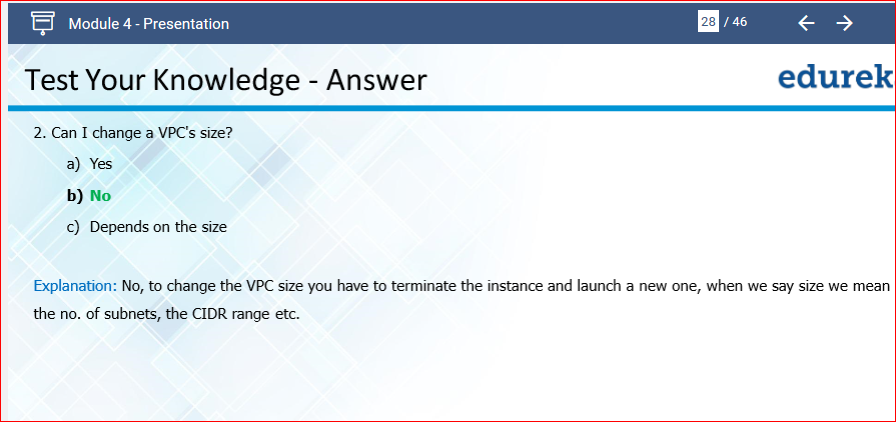 Module 4 - Presentation
28 / 46
Test Your Knowledge - Answer
edurek
2. Can I change a VPC's size?
a) Yes
b) No
c) Depends on the size
Explanation: No, to change the VPC size you have to terminate the instance and launch a new one, when we say size we mean
the no. of subnets, the CIDR range etc.